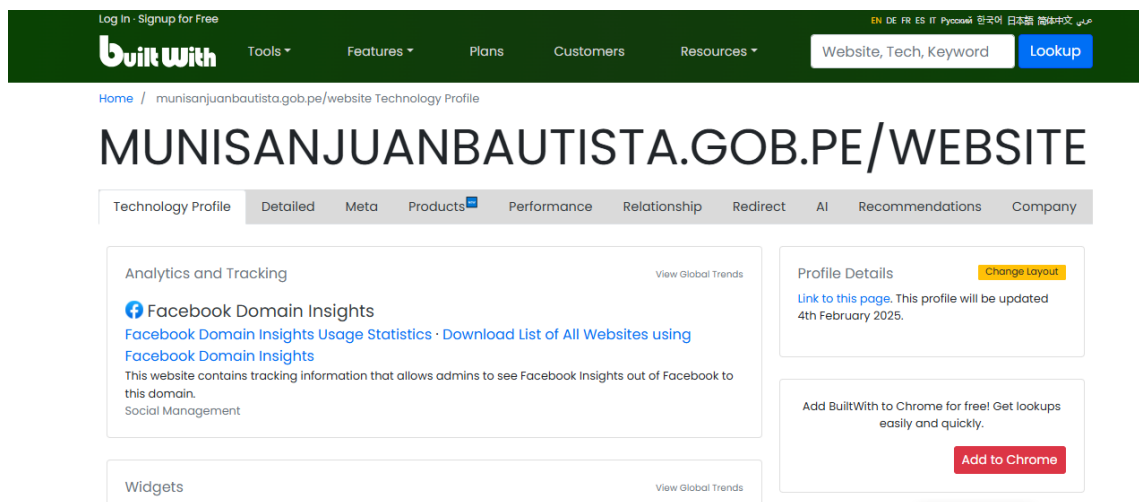 Log In · Signup for Free
EN DE FR ES IT Русский 한국어 日本語 简体中文 عربي
builtwith
Tools
Features
Plans
Customers
Resources
Website, Tech, Keyword
Lookup
Home / munisanjuanbautista.gob.pe/website Technology Profile
MUNISANJUANBAUTISTA.GOB.PE/WEBSITE
Technology Profile
Detailed
Meta
Products
Performance
Relationship
Redirect
AI
Recommendations
Company
Analytics and Tracking
View Global Trends
Facebook Domain Insights
Facebook Domain Insights Usage Statistics · Download List of All Websites using
Facebook Domain Insights
This website contains tracking information that allows admins to see Facebook Insights out of Facebook to
this domain.
Social Management
Widgets
View Global Trends
Profile Details
Change Layout
Link to this page. This profile will be updated
4th February 2025.
Add BuiltWith to Chrome for free! Get lookups
easily and quickly.
Add to Chrome